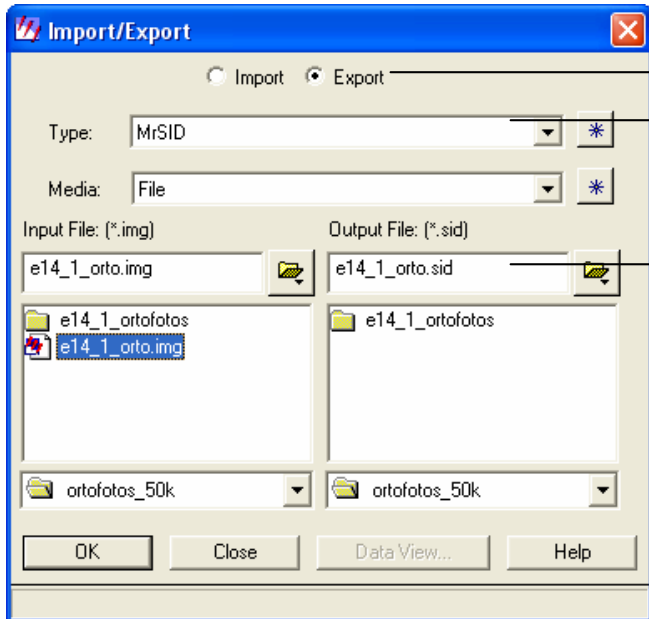 Import/Export
Import Export
Type: MrSID
Media: File
Input File: (*.img) Output File: (*.sid)
e14_1_orto.img e14_1_orto.sid
e14_1_ortofotos e14_1_ortofotos
e14_1_orto.img
ortofotos_50k ortofotos_50k
OK Close Data View... Help